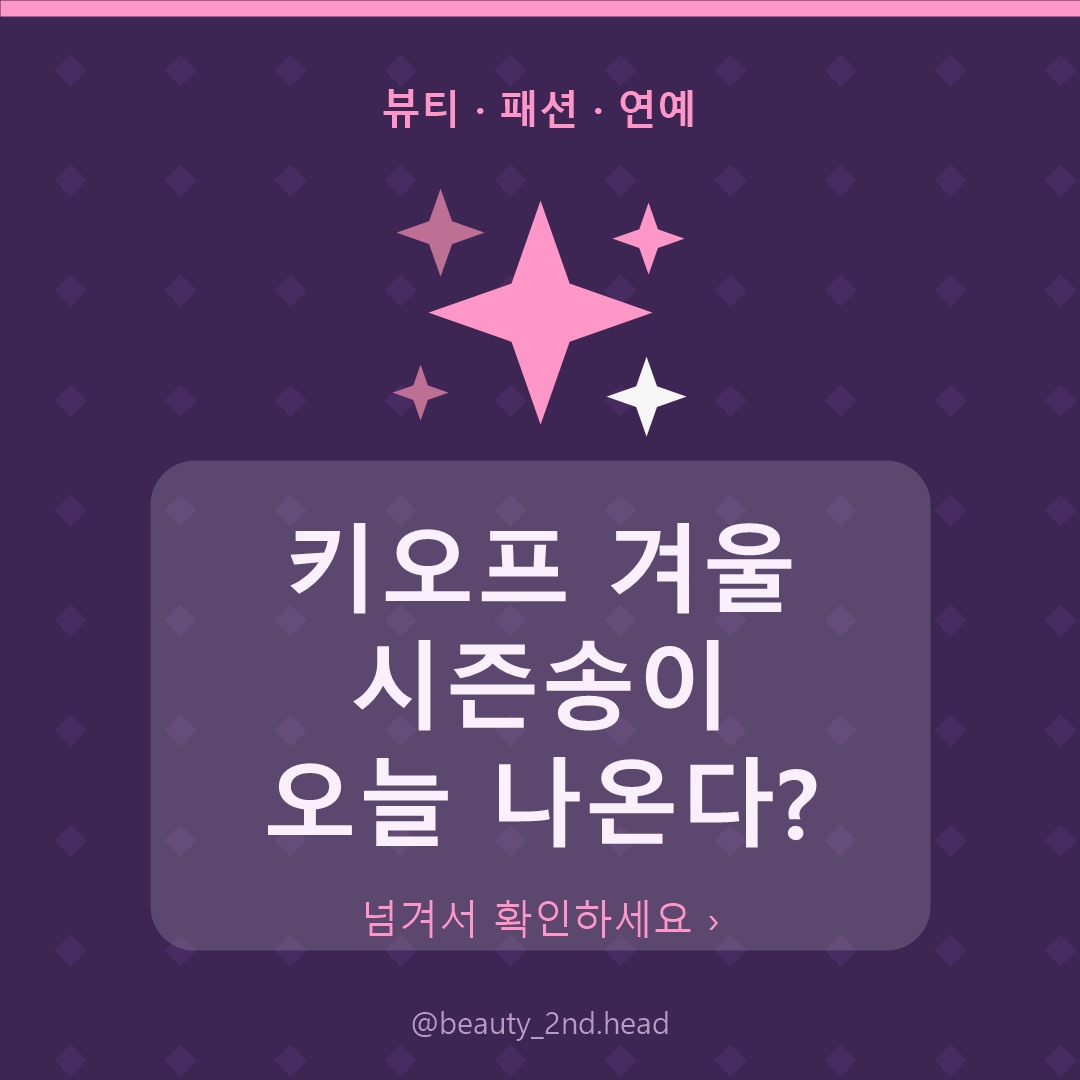 뷰티 · 패션 · 연예
키오프 겨울
시즌송이
오늘 나온다?
넘겨서 확인하세요 ›
@beauty_2nd.head